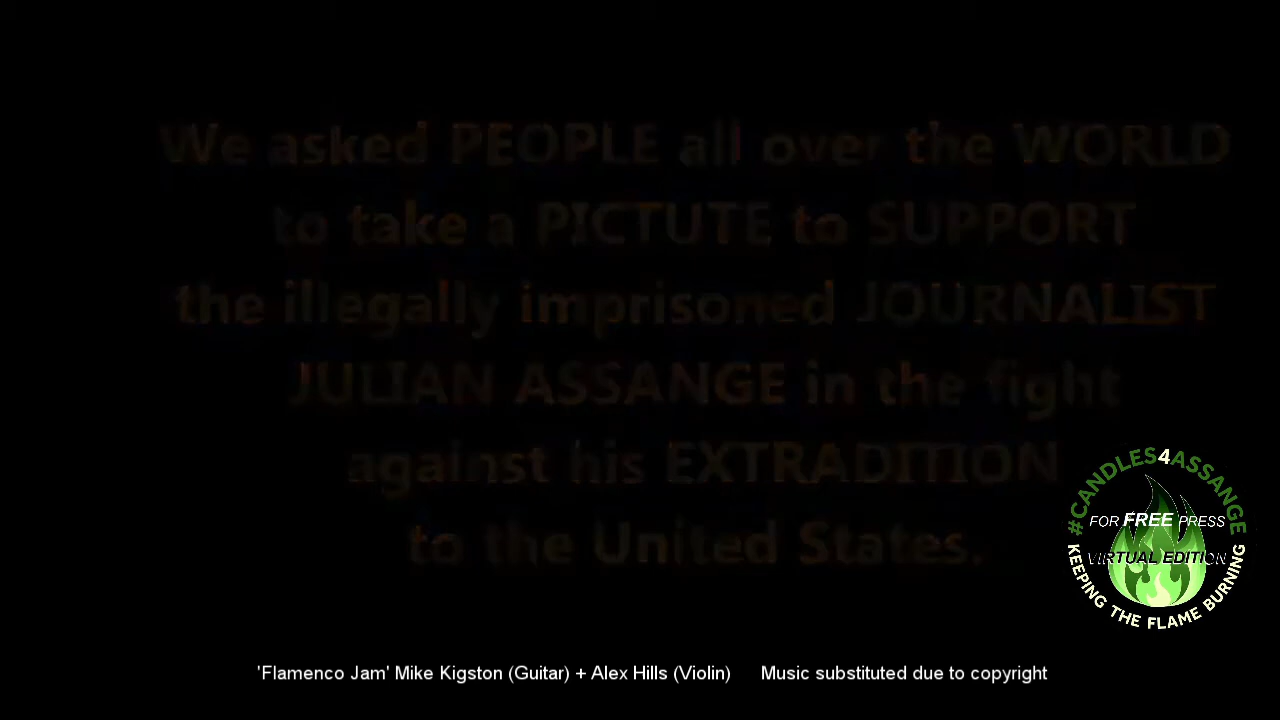 We asked PEOPLE all over the WORLD
to take a PICTUTE to SUPPORT
the illegally imprisoned JOURNALIST
JULIAN ASSANGE in the fight
against his EXTRADITION
to the United States.
#CANDLES4ASSANGE
FOR FREE PRESS
VIRTUAL EDITION
KEEPING THE FLAME BURNING
'Flamenco Jam' Mike Kigston (Guitar) + Alex Hills (Violin) Music substituted due to copyright